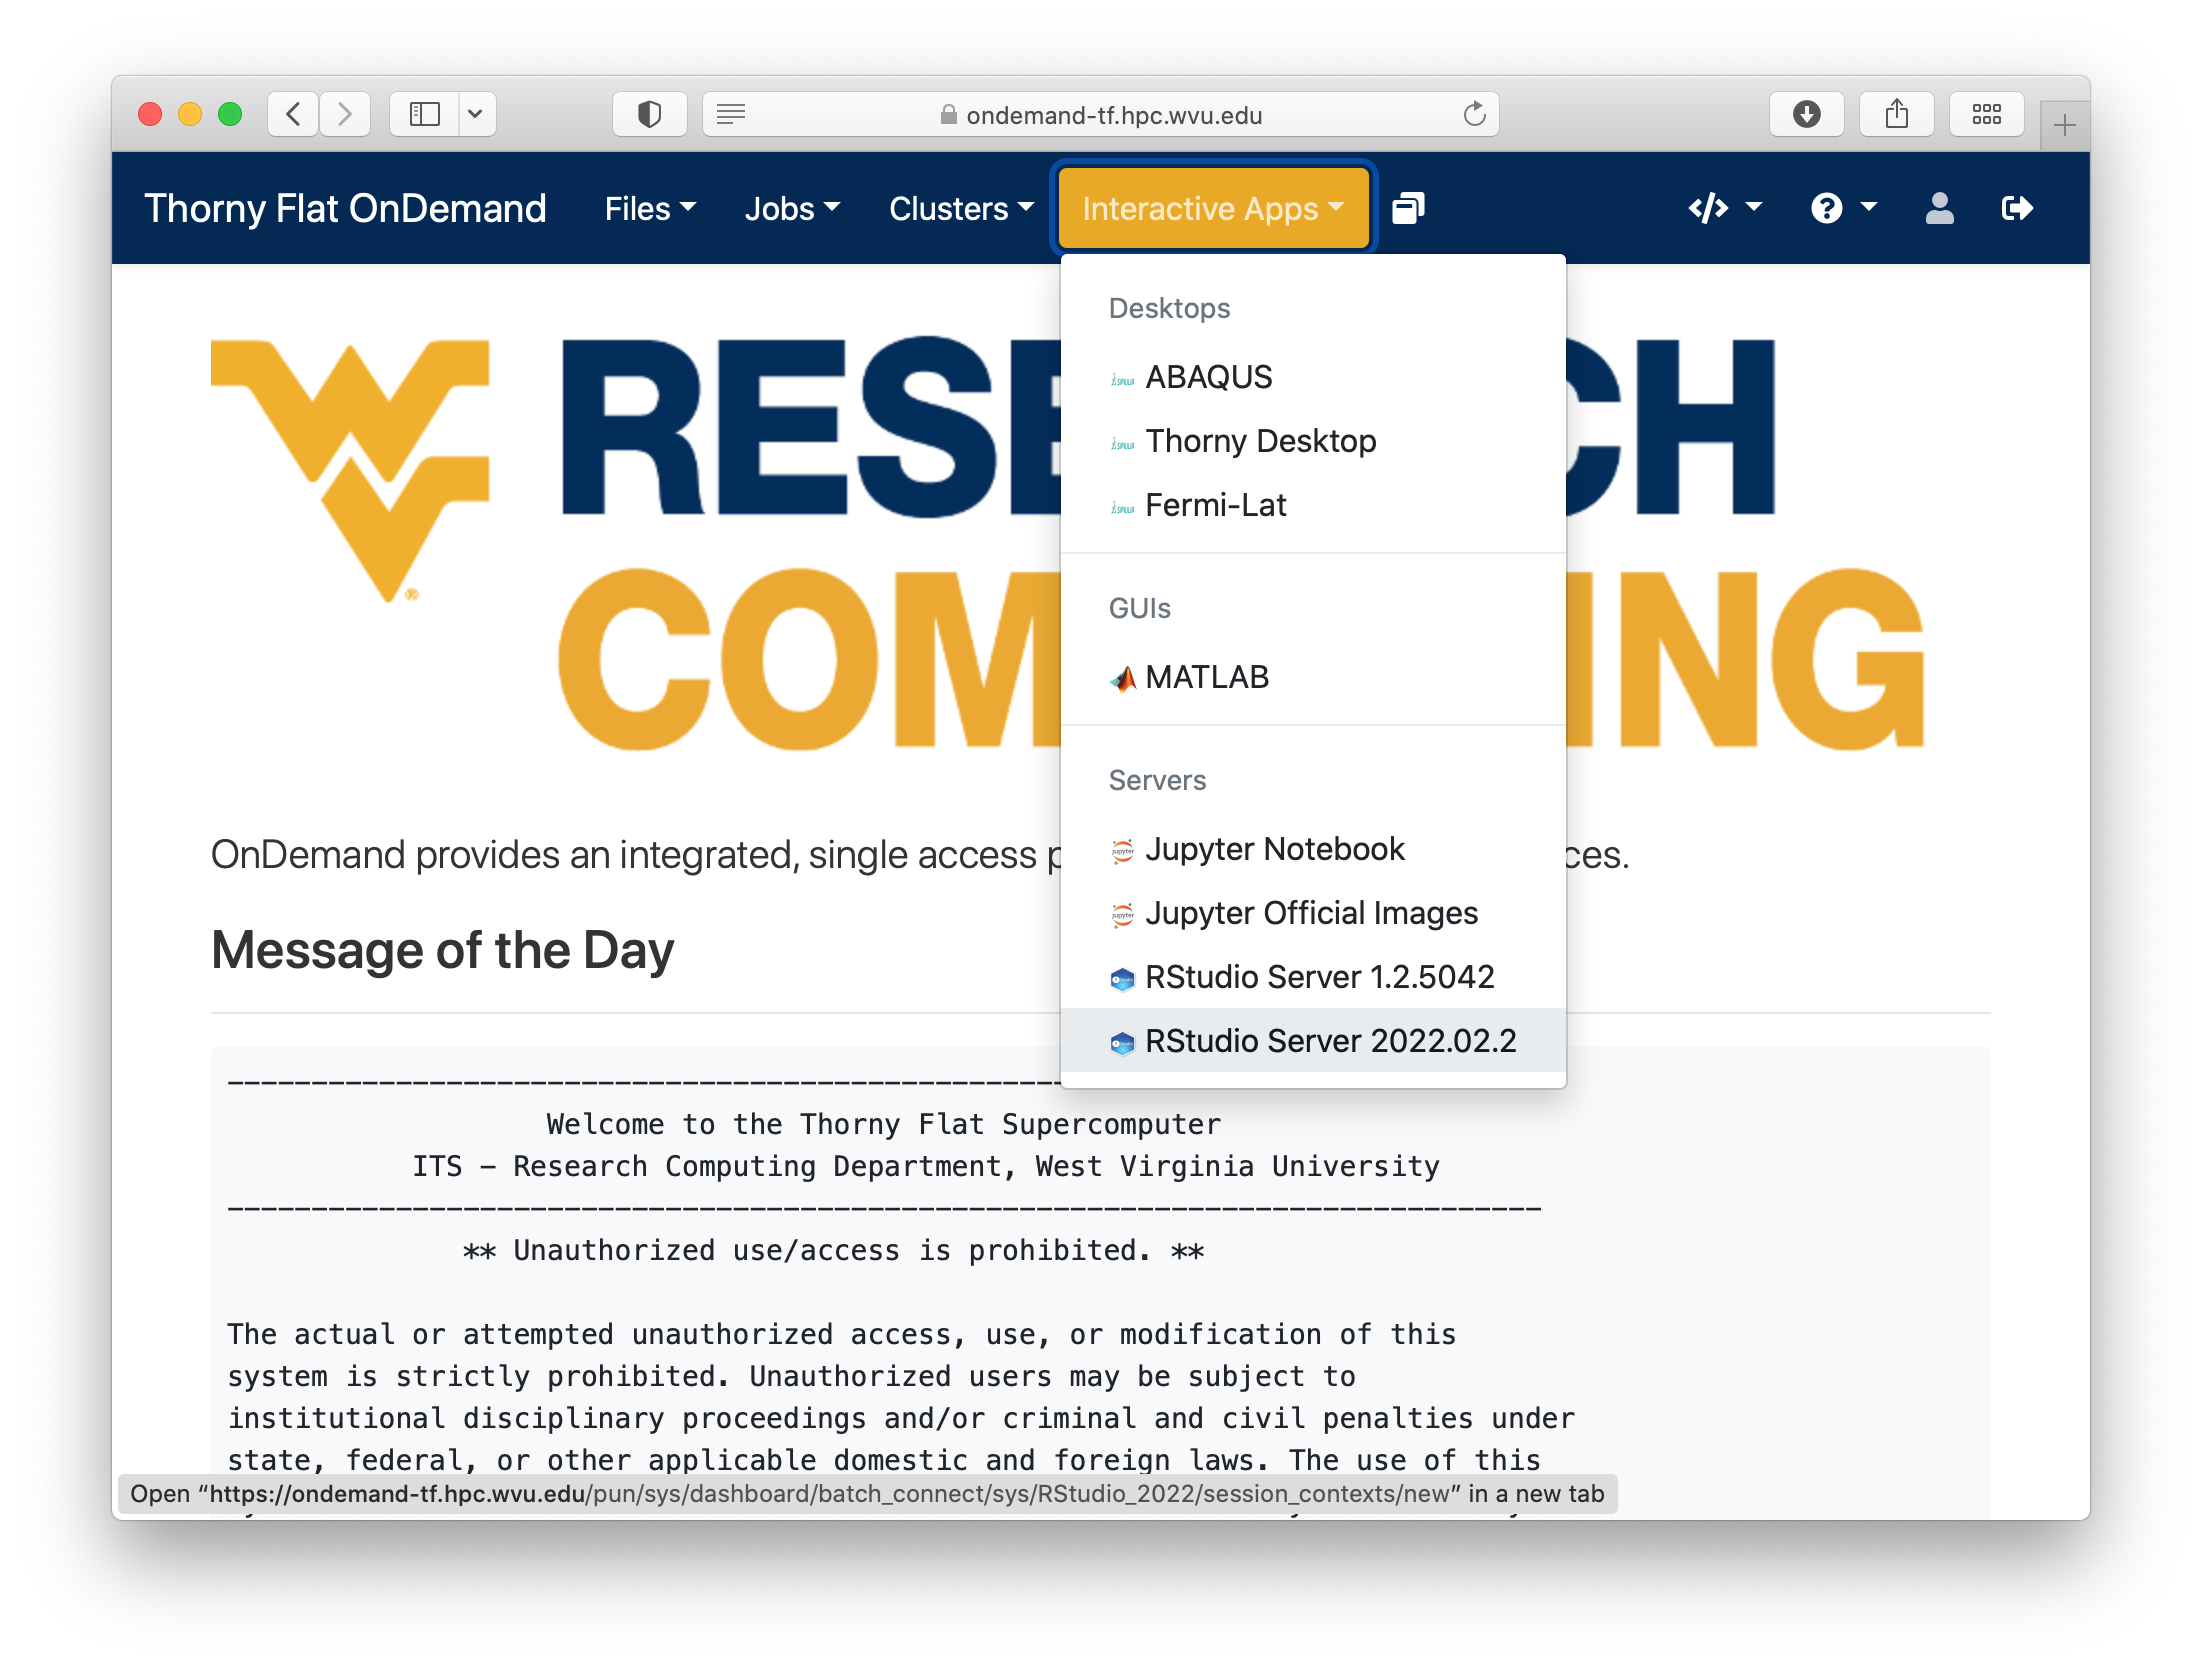 ondemand-tf.hpc.wvu.edu
Thorny Flat OnDemand Files Jobs Clusters Interactive Apps
Desktops
ABAQUS
Thorny Desktop
Fermi-Lat
GUIs
MATLAB
Servers
Jupyter Notebook
Jupyter Official Images
RStudio Server 1.2.5042
RStudio Server 2022.02.2
OnDemand provides an integrated, single access
Message of the Day
Welcome to the Thorny Flat Supercomputer
ITS - Research Computing Department, West Virginia University
** Unauthorized use/access is prohibited. **
The actual or attempted unauthorized access, use, or modification of this
system is strictly prohibited. Unauthorized users may be subject to
institutional disciplinary proceedings and/or criminal and civil penalties under
state, federal, or other applicable domestic and foreign laws. The use of this
Open “https://ondemand-tf.hpc.wvu.edu/pun/sys/dashboard/batch_connect/sys/RStudio_2022/session_contexts/new” in a new tab